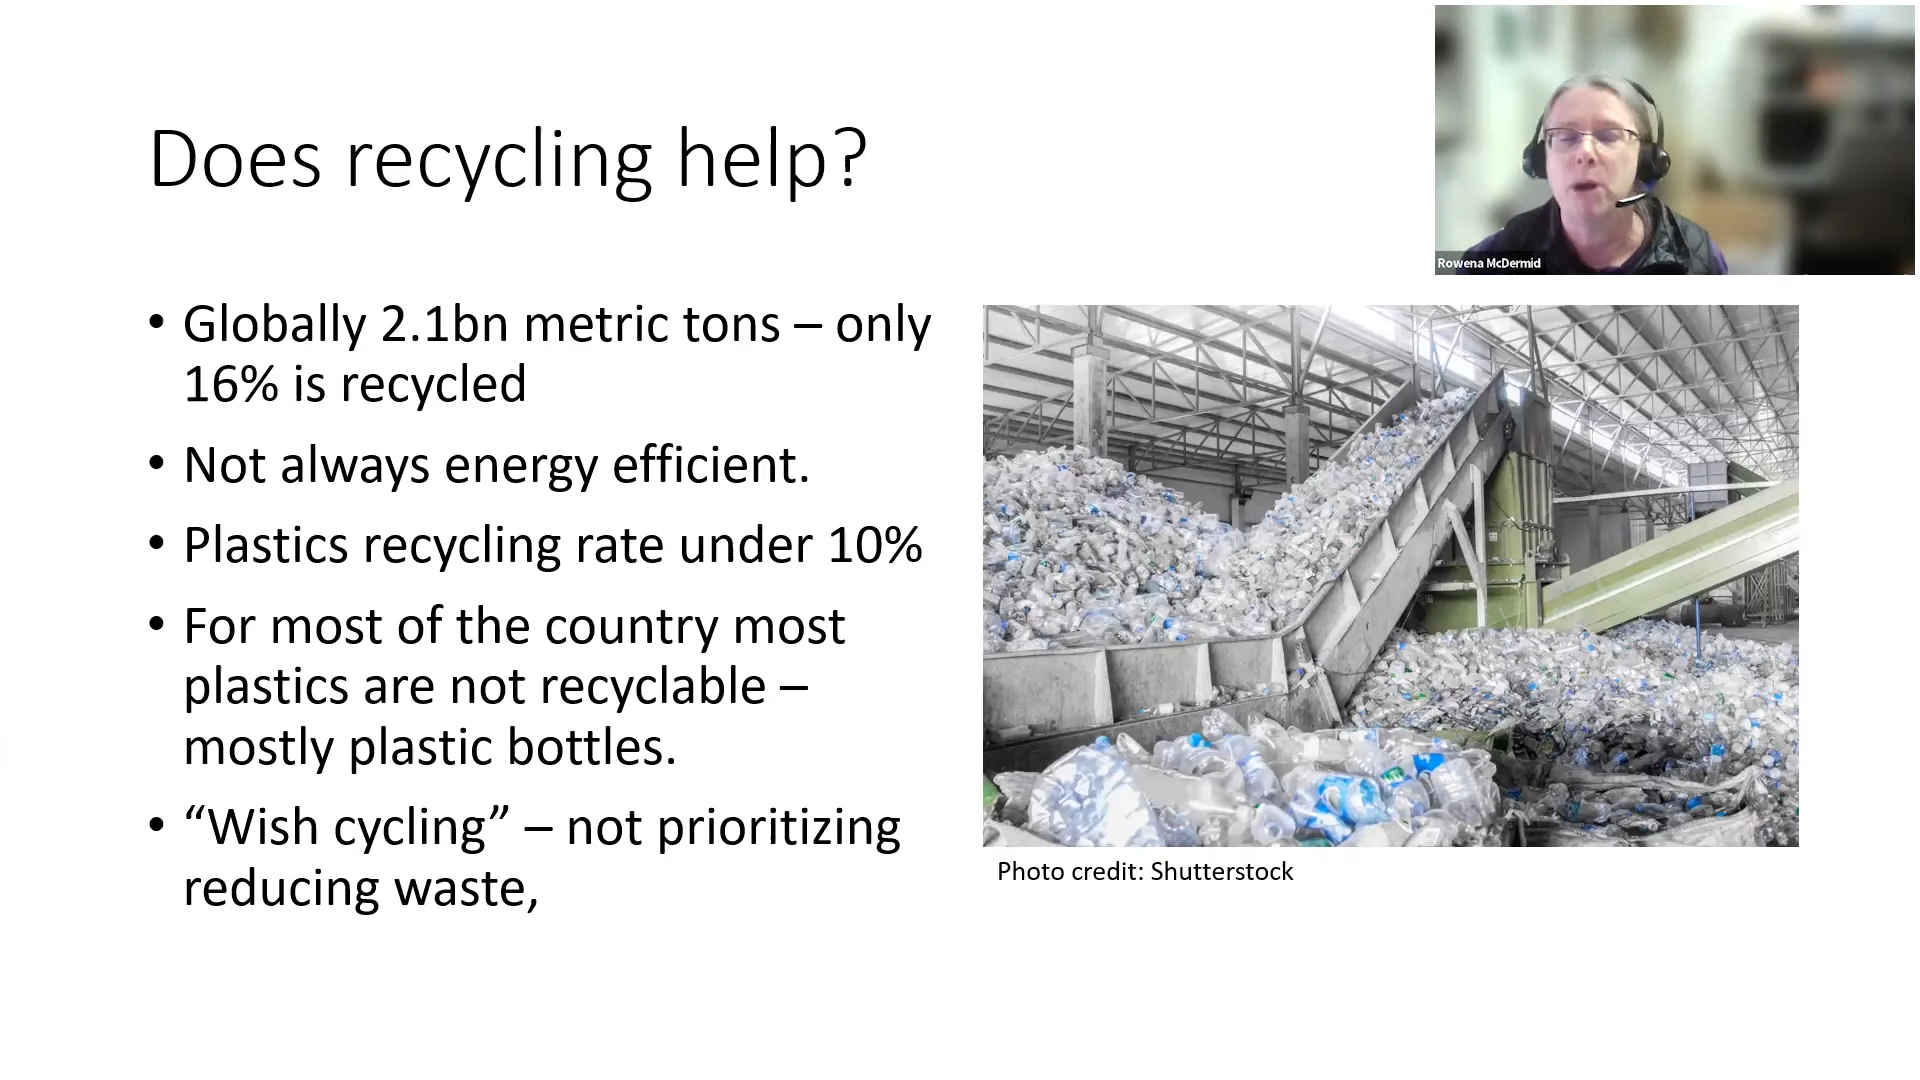 Does recycling help?
Rowena McDermid
• Globally 2.1bn metric tons – only
16% is recycled
• Not always energy efficient.
• Plastics recycling rate under 10%
• For most of the country most
plastics are not recyclable –
mostly plastic bottles.
• “Wish cycling” – not prioritizing
reducing waste,
Photo credit: Shutterstock